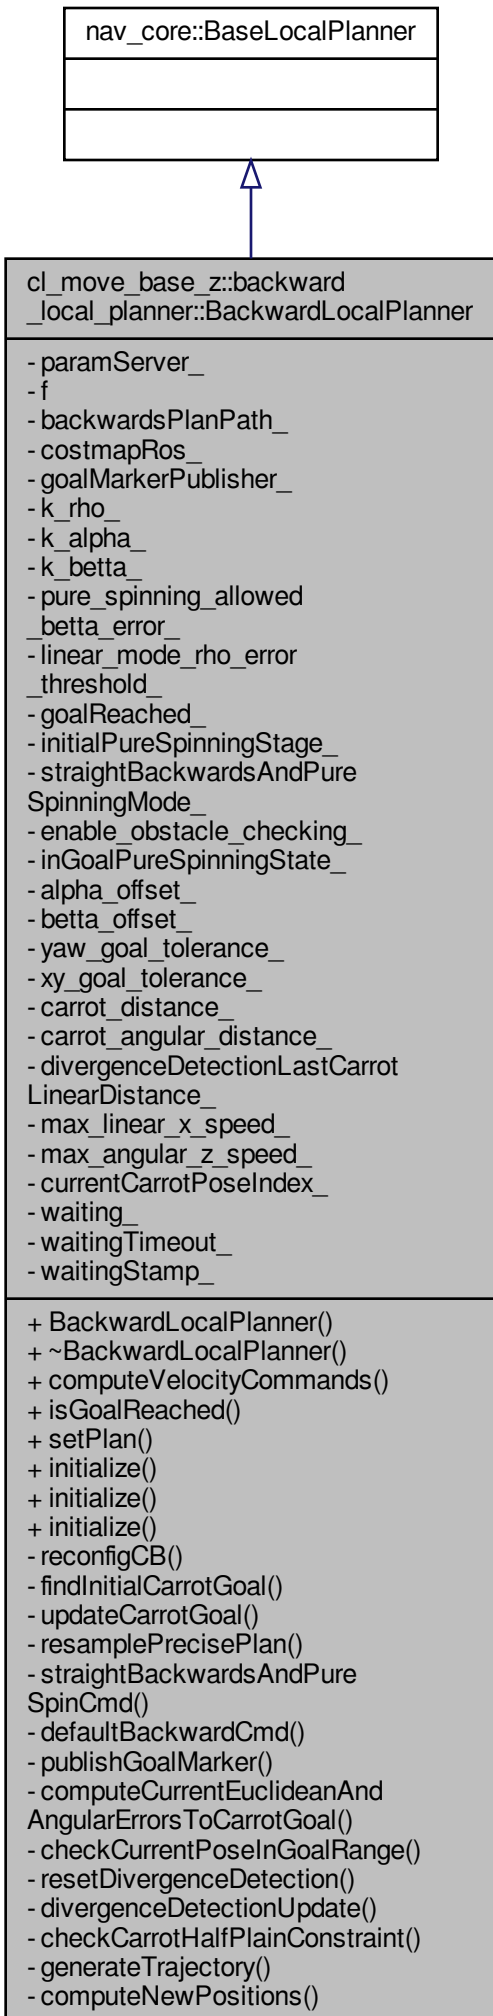 nav_core::BaseLocalPlanner
cl_move_base_z::backward
_local_planner::BackwardLocalPlanner
- paramServer_
- f
- backwardsPlanPath_
- costmapRos_
- goalMarkerPublisher_
- k_rho_
- k_alpha_
- k_betta_
- pure_spinning_allowed
_betta_error_
- linear_mode_rho_error
_threshold_
- goalReached_
- initialPureSpinningStage_
- straightBackwardsAndPure
SpinningMode_
- enable_obstacle_checking_
- inGoalPureSpinningState_
- alpha_offset_
- betta_offset_
- yaw_goal_tolerance_
- xy_goal_tolerance_
- carrot_distance_
- carrot_angular_distance_
- divergenceDetectionLastCarrot
LinearDistance_
- max_linear_x_speed_
- max_angular_z_speed_
- currentCarrotPoseIndex_
- waiting_
- waitingTimeout_
- waitingStamp_
+ BackwardLocalPlanner()
+ ~BackwardLocalPlanner()
+ computeVelocityCommands()
+ isGoalReached()
+ setPlan()
+ initialize()
+ initialize()
+ initialize()
- reconfigCB()
- findInitialCarrotGoal()
- updateCarrotGoal()
- resamplePrecisePlan()
- straightBackwardsAndPure
SpinCmd()
- defaultBackwardCmd()
- publishGoalMarker()
- computeCurrentEuclideanAnd
AngularErrorsToCarrotGoal()
- checkCurrentPoseInGoalRange()
- resetDivergenceDetection()
- divergenceDetectionUpdate()
- checkCarrotHalfPlainConstraint()
- generateTrajectory()
- computeNewPositions()